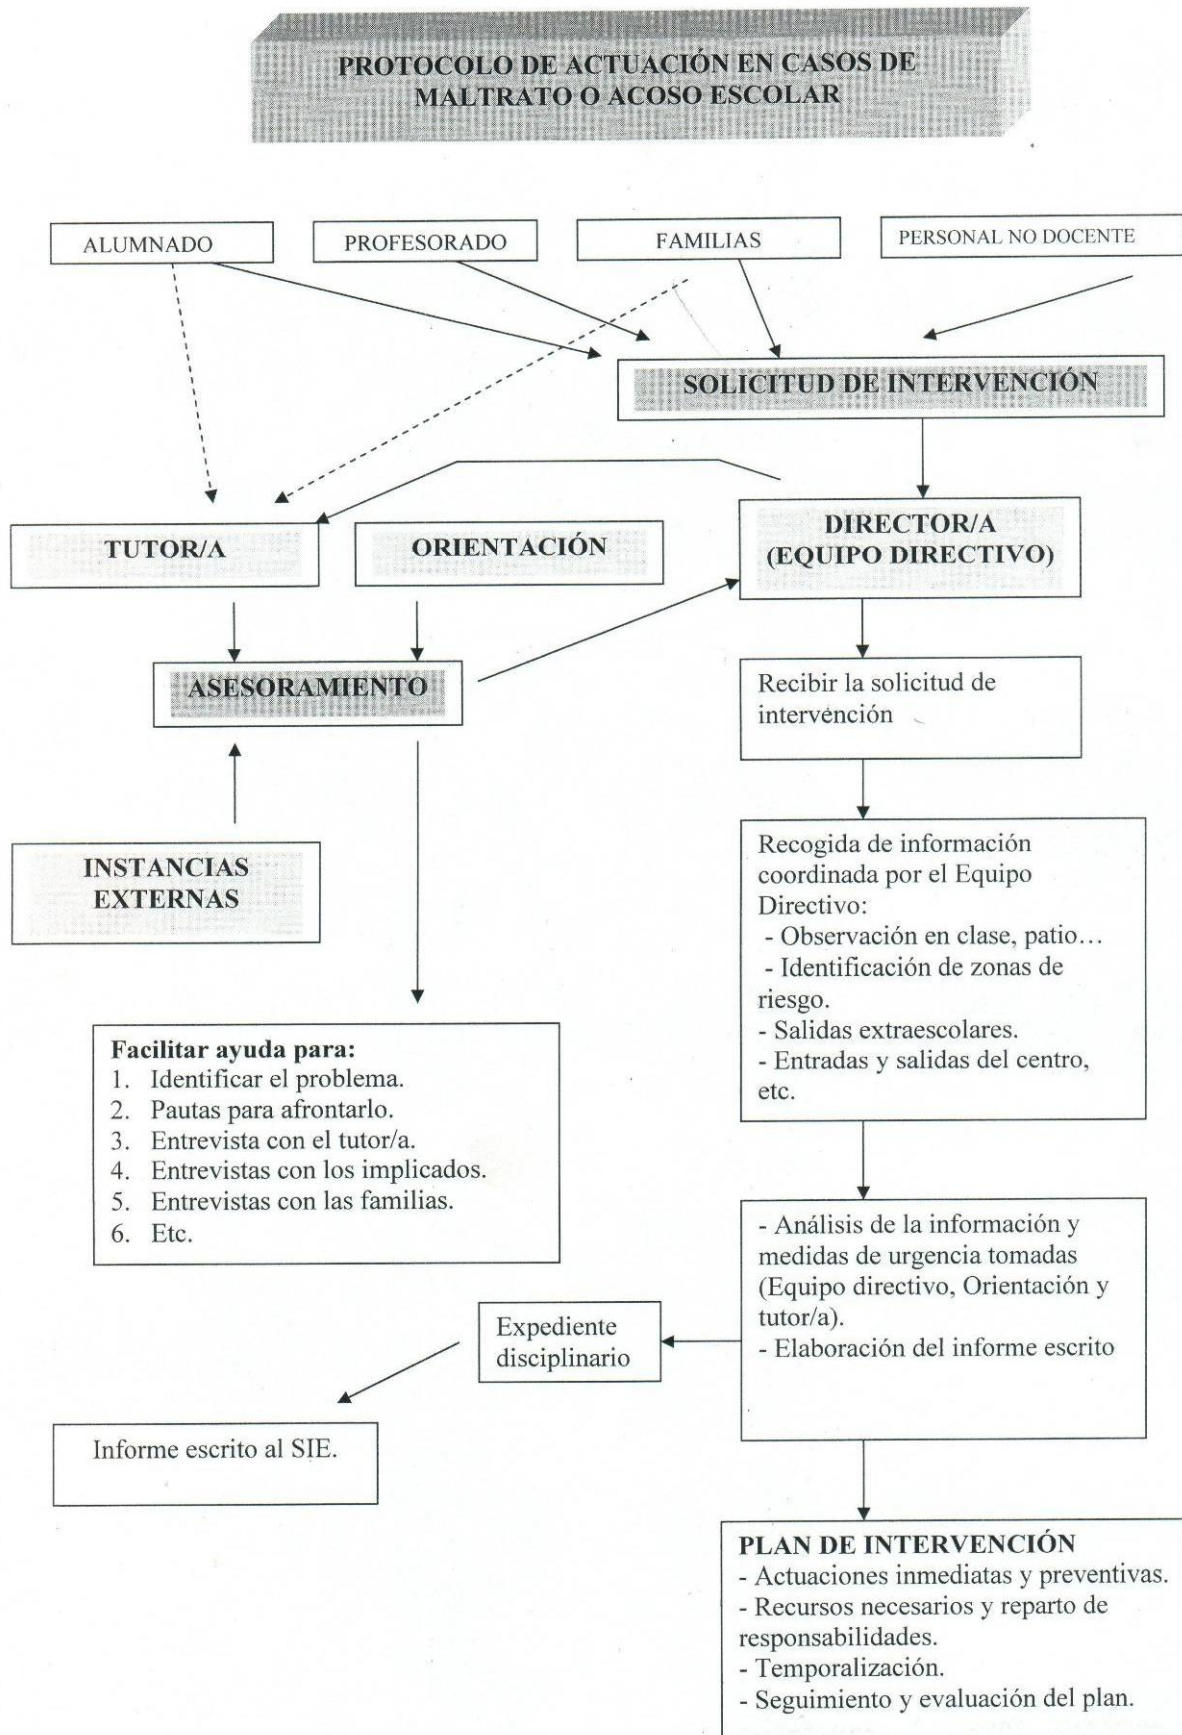 PROTOCOLO DE ACTUACIÓN EN CASOS DE
MALTRATO O ACOSO ESCOLAR
ALUMNADO
PROFESORADO
FAMILIAS
PERSONAL NO DOCENTE
SOLICITUD DE INTERVENCIÓN
TUTOR/A
ORIENTACIÓN
DIRECTOR/A
(EQUIPO DIRECTIVO)
ASESORAMIENTO
Recibir la solicitud de
intervención
INSTANCIAS
EXTERNAS
Recogida de información
coordinada por el Equipo
Directivo:
- Observación en clase, patio…
- Identificación de zonas de
riesgo.
- Salidas extraescolares.
- Entradas y salidas del centro,
etc.
Facilitar ayuda para:
1. Identificar el problema.
2. Pautas para afrontarlo.
3. Entrevista con el tutor/a.
4. Entrevistas con los implicados.
5. Entrevistas con las familias.
6. Etc.
- Análisis de la información y
medidas de urgencia tomadas
(Equipo directivo, Orientación y
tutor/a).
- Elaboración del informe escrito
Expediente
disciplinario
Informe escrito al SIE.
PLAN DE INTERVENCIÓN
- Actuaciones inmediatas y preventivas.
- Recursos necesarios y reparto de
responsabilidades.
- Temporalización.
- Seguimiento y evaluación del plan.